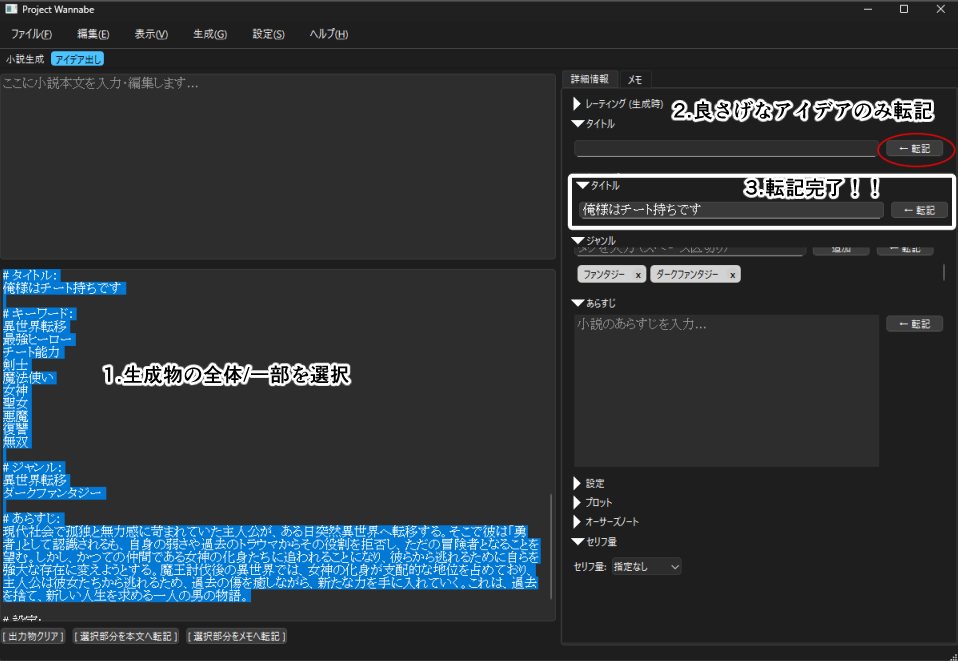 Project Wannabe
ファイル(F) 編集(E) 表示(V) 生成(G) 設定(S) ヘルプ(H)
小説生成 アイデア出し
ここに小説本文を入力・編集します...
# タイトル:
俺様はチート持ちです
# キーワード:
異世界転移
最強ヒーロー
チート能力
剣士
魔法使い
女神
聖女
悪魔
復讐
無双
# ジャンル:
異世界転移
ダークファンタジー
# あらすじ:
現代社会で孤独と無力感に苛まれていた主人公が、ある日突然異世界へ転移する。そこで彼は「勇
者」として認識されるも、自身の弱さや過去のトラウマからその役割を拒否し、ただの冒険者となることを
望む。しかし、かつての仲間である女神の化身たちに追われることになり、彼らから逃れるために自らを
強大な存在に変えようとする。魔王討伐後の異世界では、女神の化身が支配的な地位を占めており、
主人公は彼女たちから逃れるため、過去の傷を癒しながら、新たな力を手に入れていく。これは、過去
を捨て、新しい人生を求める一人の男の物語。
# 設定:
1.生成物の全体/一部を選択
[ 出力物クリア ] [ 選択部分を本文へ転記 ] [ 選択部分をメモへ転記 ]
詳細情報 メモ
レーティング (生成時)
2.良さげなアイデアのみ転記
タイトル
← 転記
タイトル
3.転記完了！！
俺様はチート持ちです ← 転記
ジャンル
タグを入力 (スペース区切り) 追加 ← 転記
ファンタジー x ダークファンタジー x
あらすじ
小説のあらすじを入力... ← 転記
設定
プロット
オーサーズノート
セリフ量
セリフ量: 指定なし